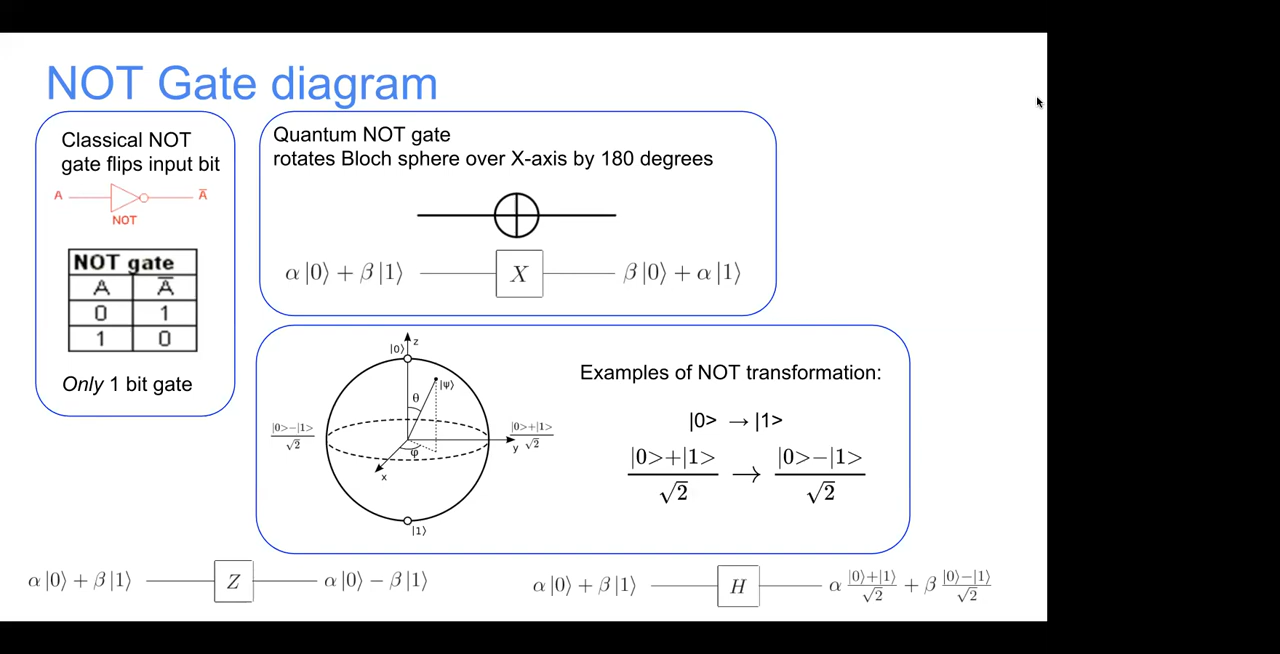 NOT Gate diagram
Classical NOT
gate flips input bit
A
A̅
NOT
NOT gate
A A̅
0 1
1 0
Only 1 bit gate
Quantum NOT gate
rotates Bloch sphere over X-axis by 180 degrees
α|0⟩ + β|1⟩ X β|0⟩ + α|1⟩
z
|0⟩
|ψ⟩
θ
|0>−|1>
√2
|0>+|1>
√2
y
φ
x
|1⟩
Examples of NOT transformation:
|0> →|1>
|0>+|1> → |0>−|1>
√2 √2
α|0⟩ + β|1⟩ Z α|0⟩ − β|1⟩
α|0⟩ + β|1⟩ H α |0⟩+|1⟩/√2 + β |0⟩−|1⟩/√2